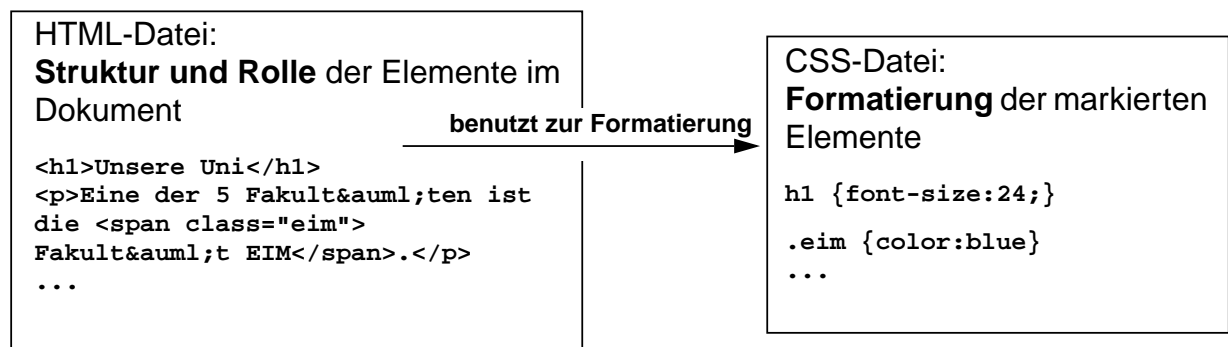 HTML-Datei:
Struktur und Rolle der Elemente im
Dokument
<h1>Unsere Uni</h1>
<p>Eine der 5 Fakult&auml;ten ist
die <span class="eim">
Fakult&auml;t EIM</span>.</p>
...
benutzt zur Formatierung
CSS-Datei:
Formatierung der markierten
Elemente
h1 {font-size:24;}
.eim {color:blue}
...